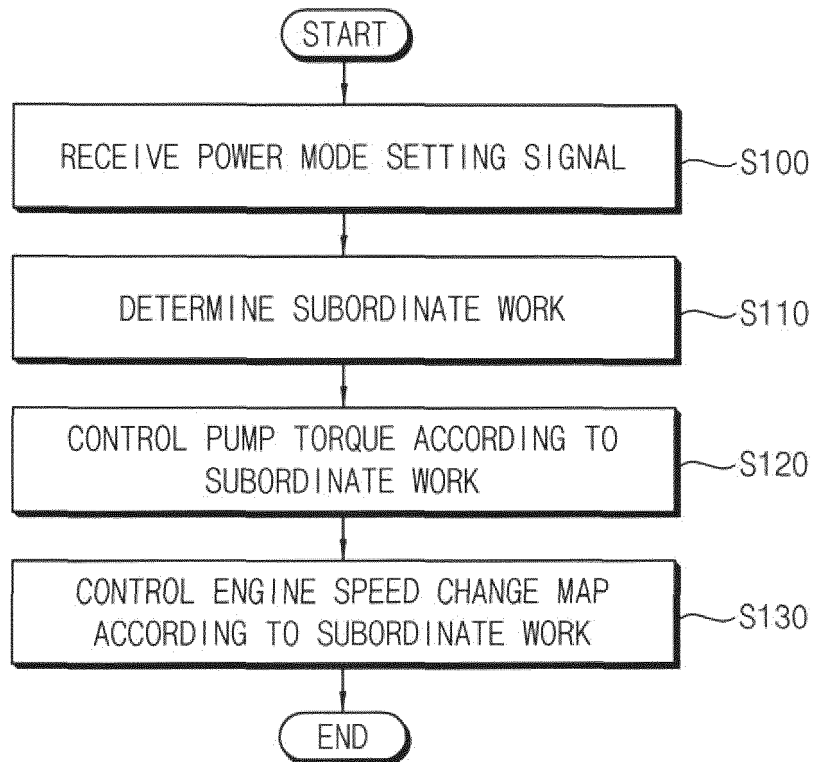 START
RECEIVE POWER MODE SETTING SIGNAL
S100
DETERMINE SUBORDINATE WORK
S110
CONTROL PUMP TORQUE ACCORDING TO
SUBORDINATE WORK
S120
CONTROL ENGINE SPEED CHANGE MAP
ACCORDING TO SUBORDINATE WORK
S130
END